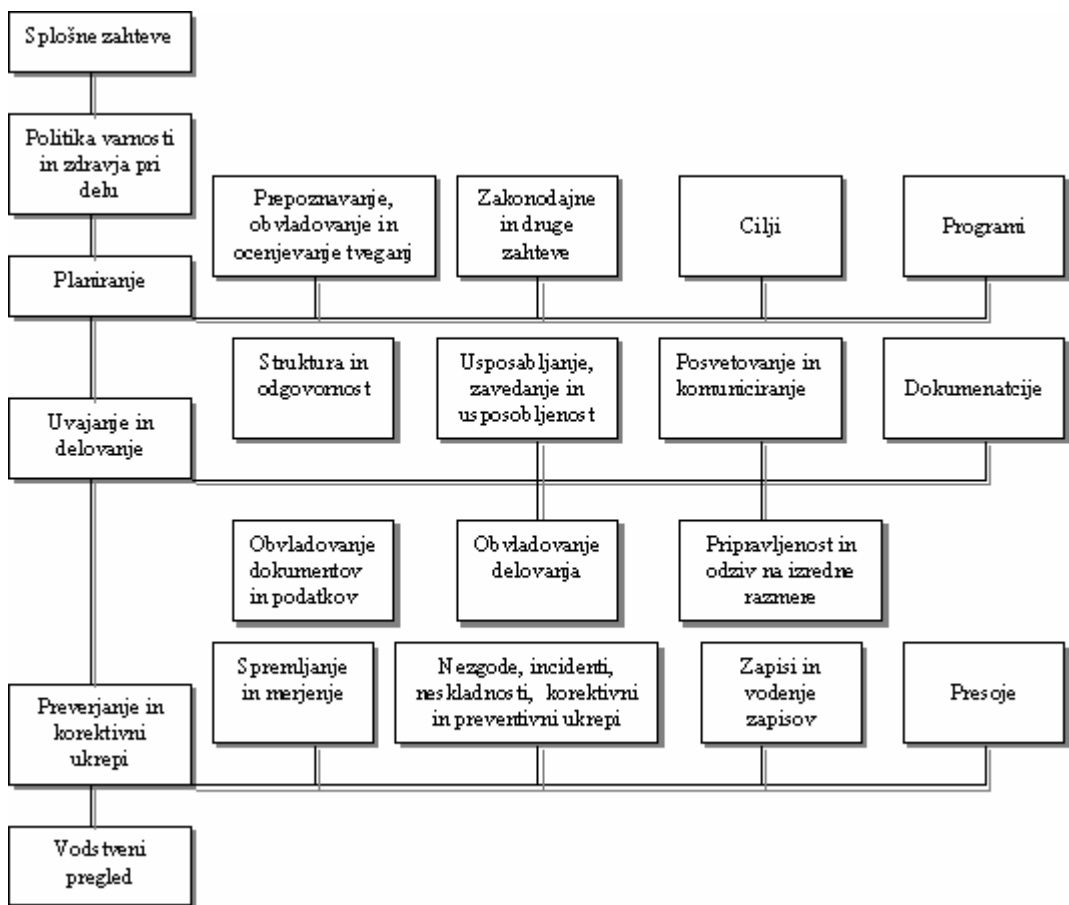 Splošne zahteve
Politika varnosti
in zdravja pri
delu
Prepoznavanje,
obvladovanje in
ocenjevanje tveganj
Zakonodajne
in druge
zahteve
Cilji
Programi
Planiranje
Struktura in
odgovornost
Usposabljanje,
zavedanje in
usposobljenost
Posvetovanje in
komuniciranje
Dokumenatcije
Uvajanje in
delovanje
Obvladovanje
dokumentov
in podatkov
Obvladovanje
delovanja
Pripravljenost in
odziv na izredne
razmere
Spremljanje
in merjenje
Nezgode, incidenti,
neskladnosti, korektivni
in preventivni ukrepi
Zapisi in
vodenje
zapisov
Presoje
Preverjanje in
korektivni
ukrepi
Vodstveni
pregled